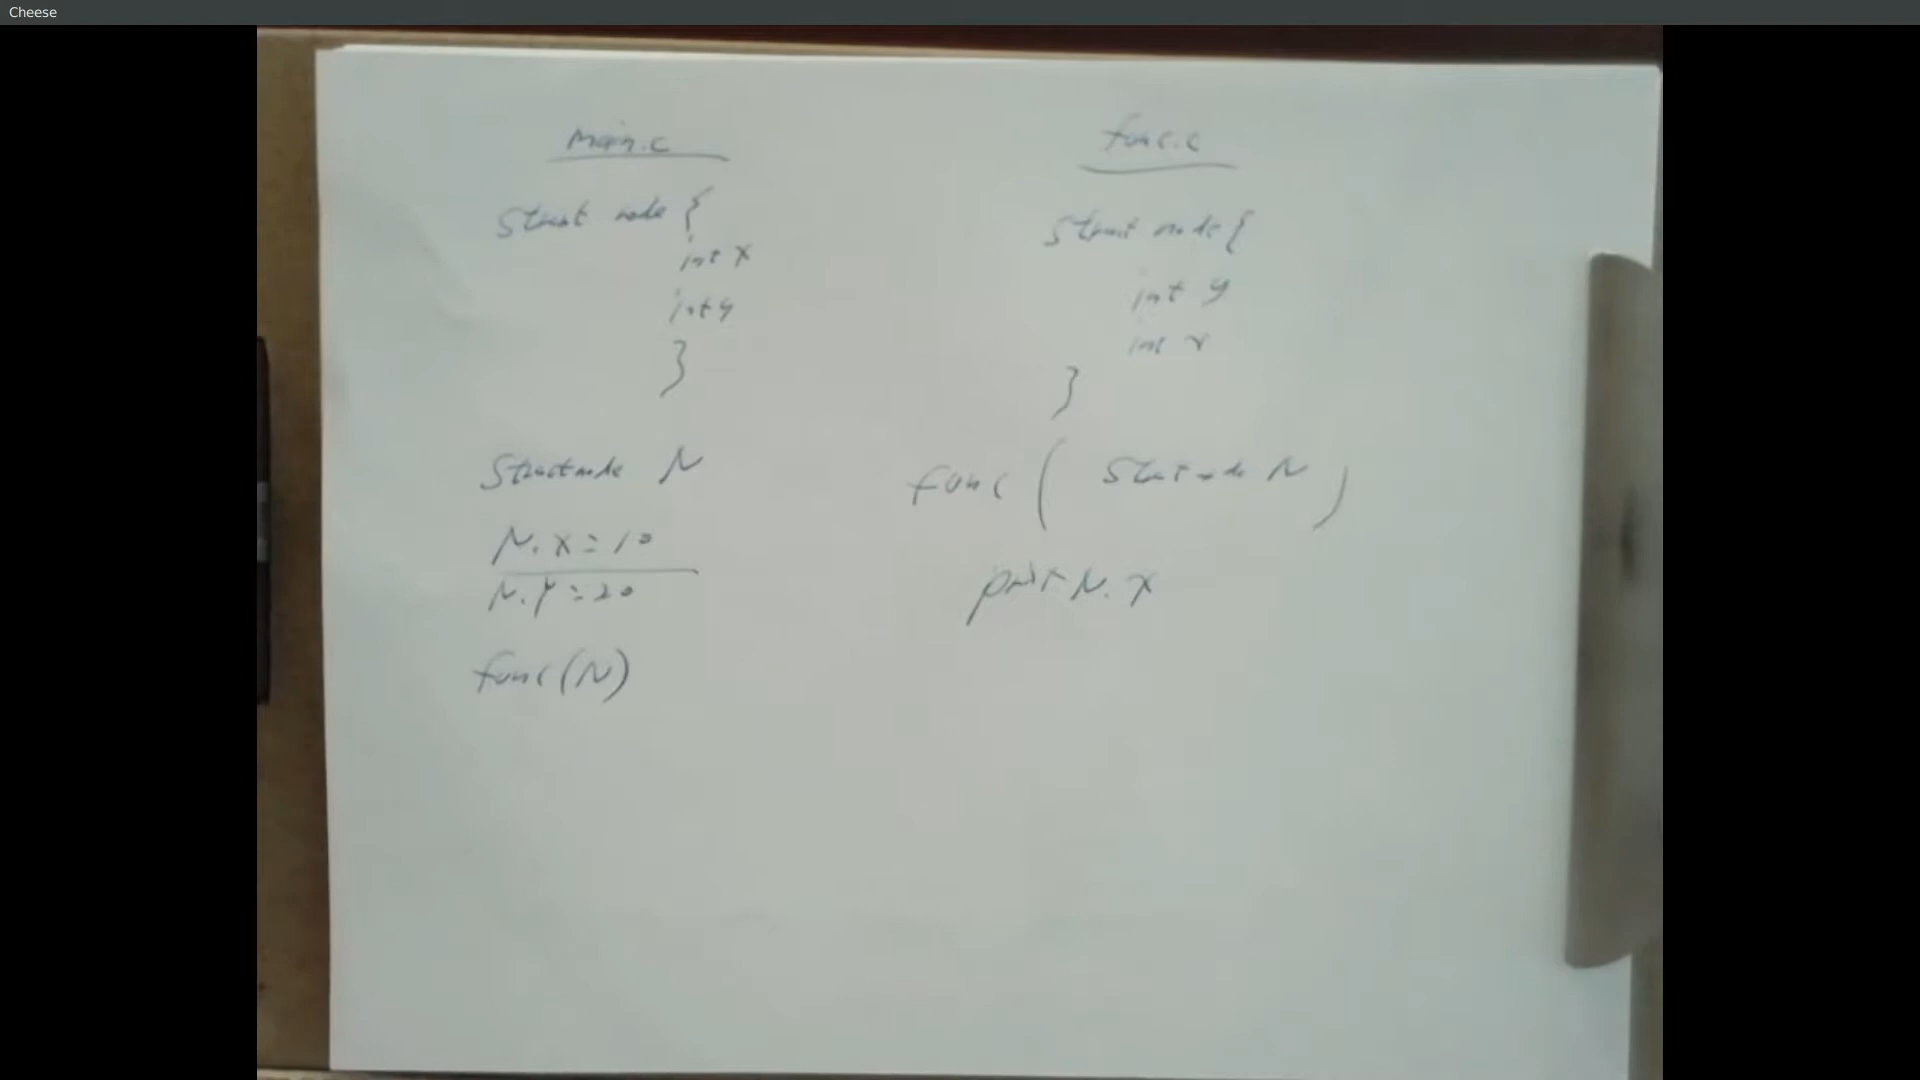 Cheese
main.c
Struct node {
int x
int y
}
Struct node N
N.x = 10
N.y = 20
func(N)
func.c
Struct node {
int y
int x
}
func ( Struct node N )
print N. x